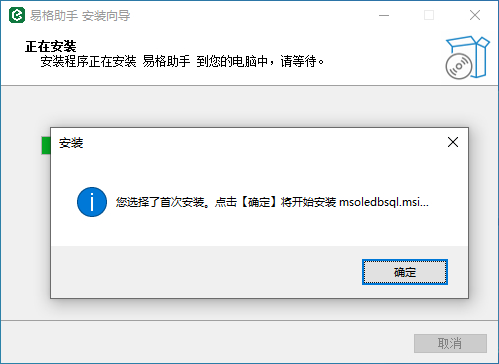 易格助手 安装向导
正在安装
安装程序正在安装 易格助手 到您的电脑中，请等待。
安装
您选择了首次安装。点击【确定】将开始安装 msoledbsql.msi...
确定
取消